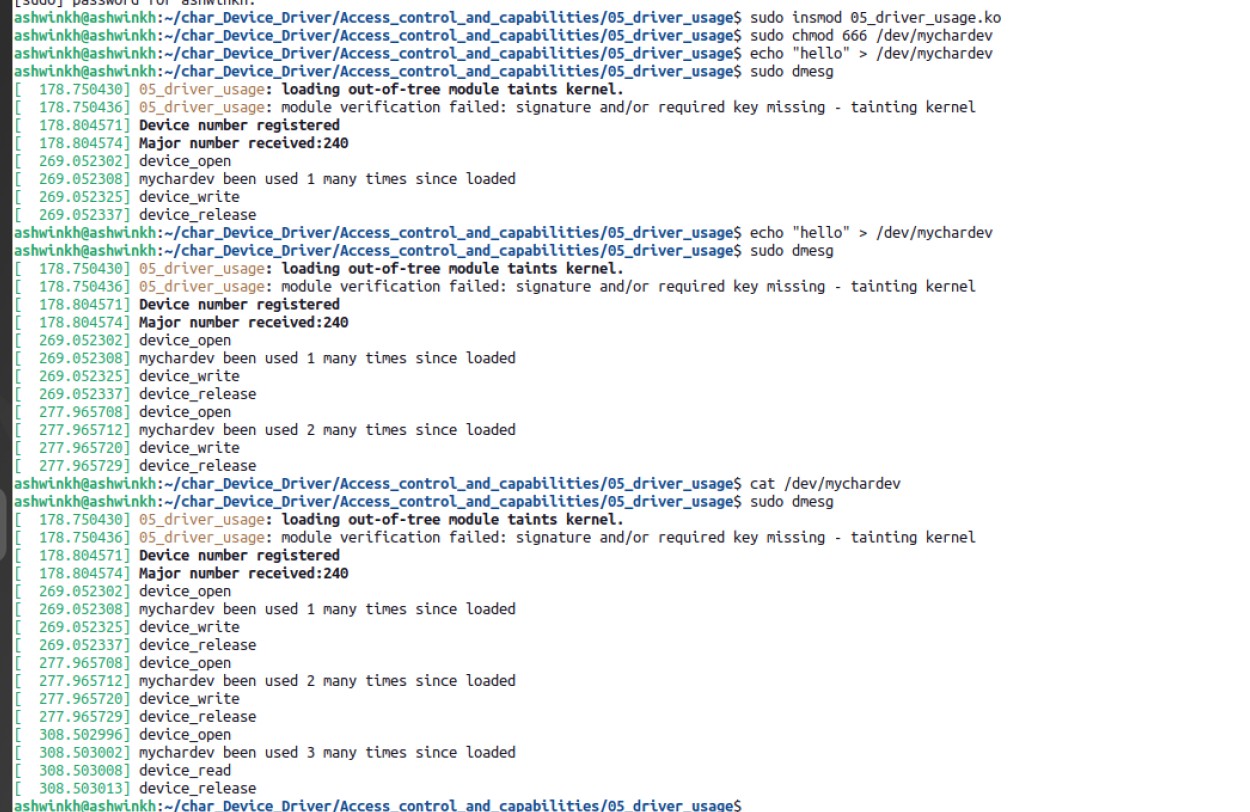 [sudo] password for ashwinkh:
ashwinkh@ashwinkh:~/char_Device_Driver/Access_control_and_capabilities/05_driver_usage$ sudo insmod 05_driver_usage.ko
ashwinkh@ashwinkh:~/char_Device_Driver/Access_control_and_capabilities/05_driver_usage$ sudo chmod 666 /dev/mychardev
ashwinkh@ashwinkh:~/char_Device_Driver/Access_control_and_capabilities/05_driver_usage$ echo "hello" > /dev/mychardev
ashwinkh@ashwinkh:~/char_Device_Driver/Access_control_and_capabilities/05_driver_usage$ sudo dmesg
[  178.750430] 05_driver_usage: loading out-of-tree module taints kernel.
[  178.750436] 05_driver_usage: module verification failed: signature and/or required key missing - tainting kernel
[  178.804571] Device number registered
[  178.804574] Major number received:240
[  269.052302] device_open
[  269.052308] mychardev been used 1 many times since loaded
[  269.052325] device_write
[  269.052337] device_release
ashwinkh@ashwinkh:~/char_Device_Driver/Access_control_and_capabilities/05_driver_usage$ echo "hello" > /dev/mychardev
ashwinkh@ashwinkh:~/char_Device_Driver/Access_control_and_capabilities/05_driver_usage$ sudo dmesg
[  178.750430] 05_driver_usage: loading out-of-tree module taints kernel.
[  178.750436] 05_driver_usage: module verification failed: signature and/or required key missing - tainting kernel
[  178.804571] Device number registered
[  178.804574] Major number received:240
[  269.052302] device_open
[  269.052308] mychardev been used 1 many times since loaded
[  269.052325] device_write
[  269.052337] device_release
[  277.965708] device_open
[  277.965712] mychardev been used 2 many times since loaded
[  277.965720] device_write
[  277.965729] device_release
ashwinkh@ashwinkh:~/char_Device_Driver/Access_control_and_capabilities/05_driver_usage$ cat /dev/mychardev
ashwinkh@ashwinkh:~/char_Device_Driver/Access_control_and_capabilities/05_driver_usage$ sudo dmesg
[  178.750430] 05_driver_usage: loading out-of-tree module taints kernel.
[  178.750436] 05_driver_usage: module verification failed: signature and/or required key missing - tainting kernel
[  178.804571] Device number registered
[  178.804574] Major number received:240
[  269.052302] device_open
[  269.052308] mychardev been used 1 many times since loaded
[  269.052325] device_write
[  269.052337] device_release
[  277.965708] device_open
[  277.965712] mychardev been used 2 many times since loaded
[  277.965720] device_write
[  277.965729] device_release
[  308.502996] device_open
[  308.503002] mychardev been used 3 many times since loaded
[  308.503008] device_read
[  308.503013] device_release
ashwinkh@ashwinkh:~/char_Device_Driver/Access_control_and_capabilities/05_driver_usage$